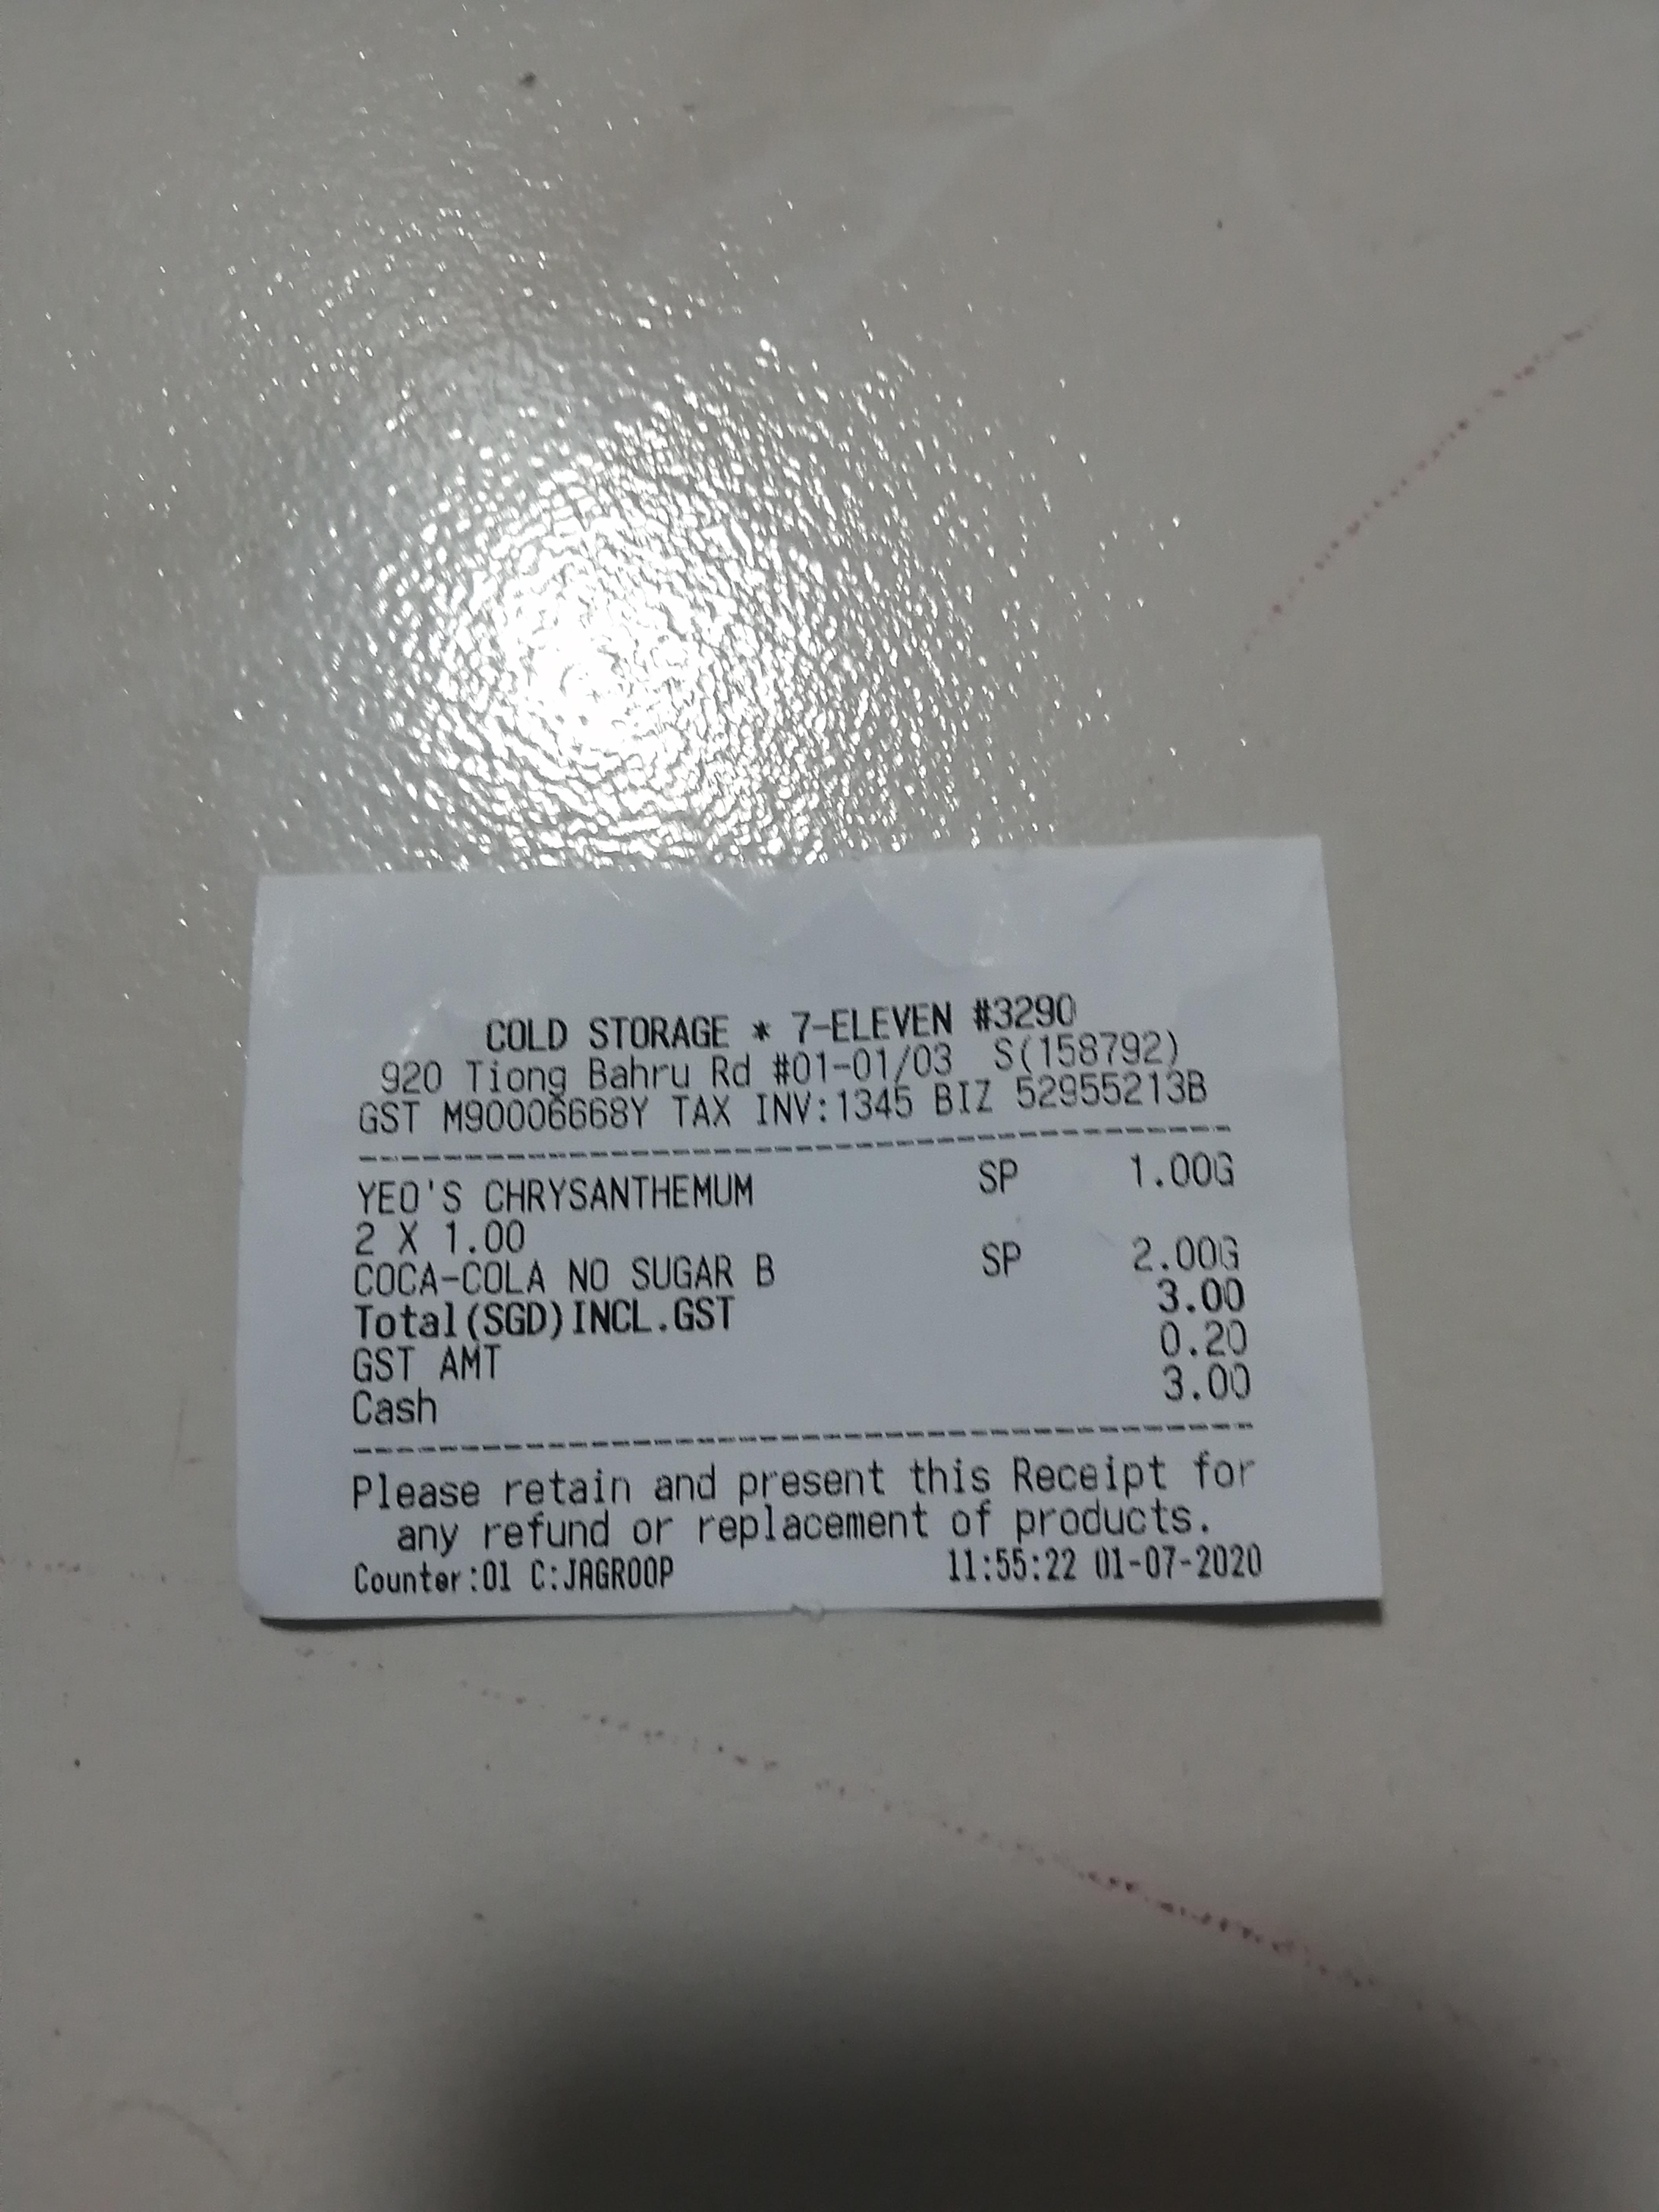 COLD STORAGE * 7-ELEVEN #3290
920 Tiong Bahru Rd #01-01/03 S(158792)
GST M90006668Y TAX INV:1345 BIZ 52955213B
YEO'S CHRYSANTHEMUM SP 1.00G
2 X 1.00
COCA-COLA NO SUGAR B SP 2.00G
Total(SGD)INCL.GST 3.00
GST AMT 0.20
Cash 3.00
Please retain and present this Receipt for
any refund or replacement of products.
Counter:01 C:JAGROOP 11:55:22 01-07-2020